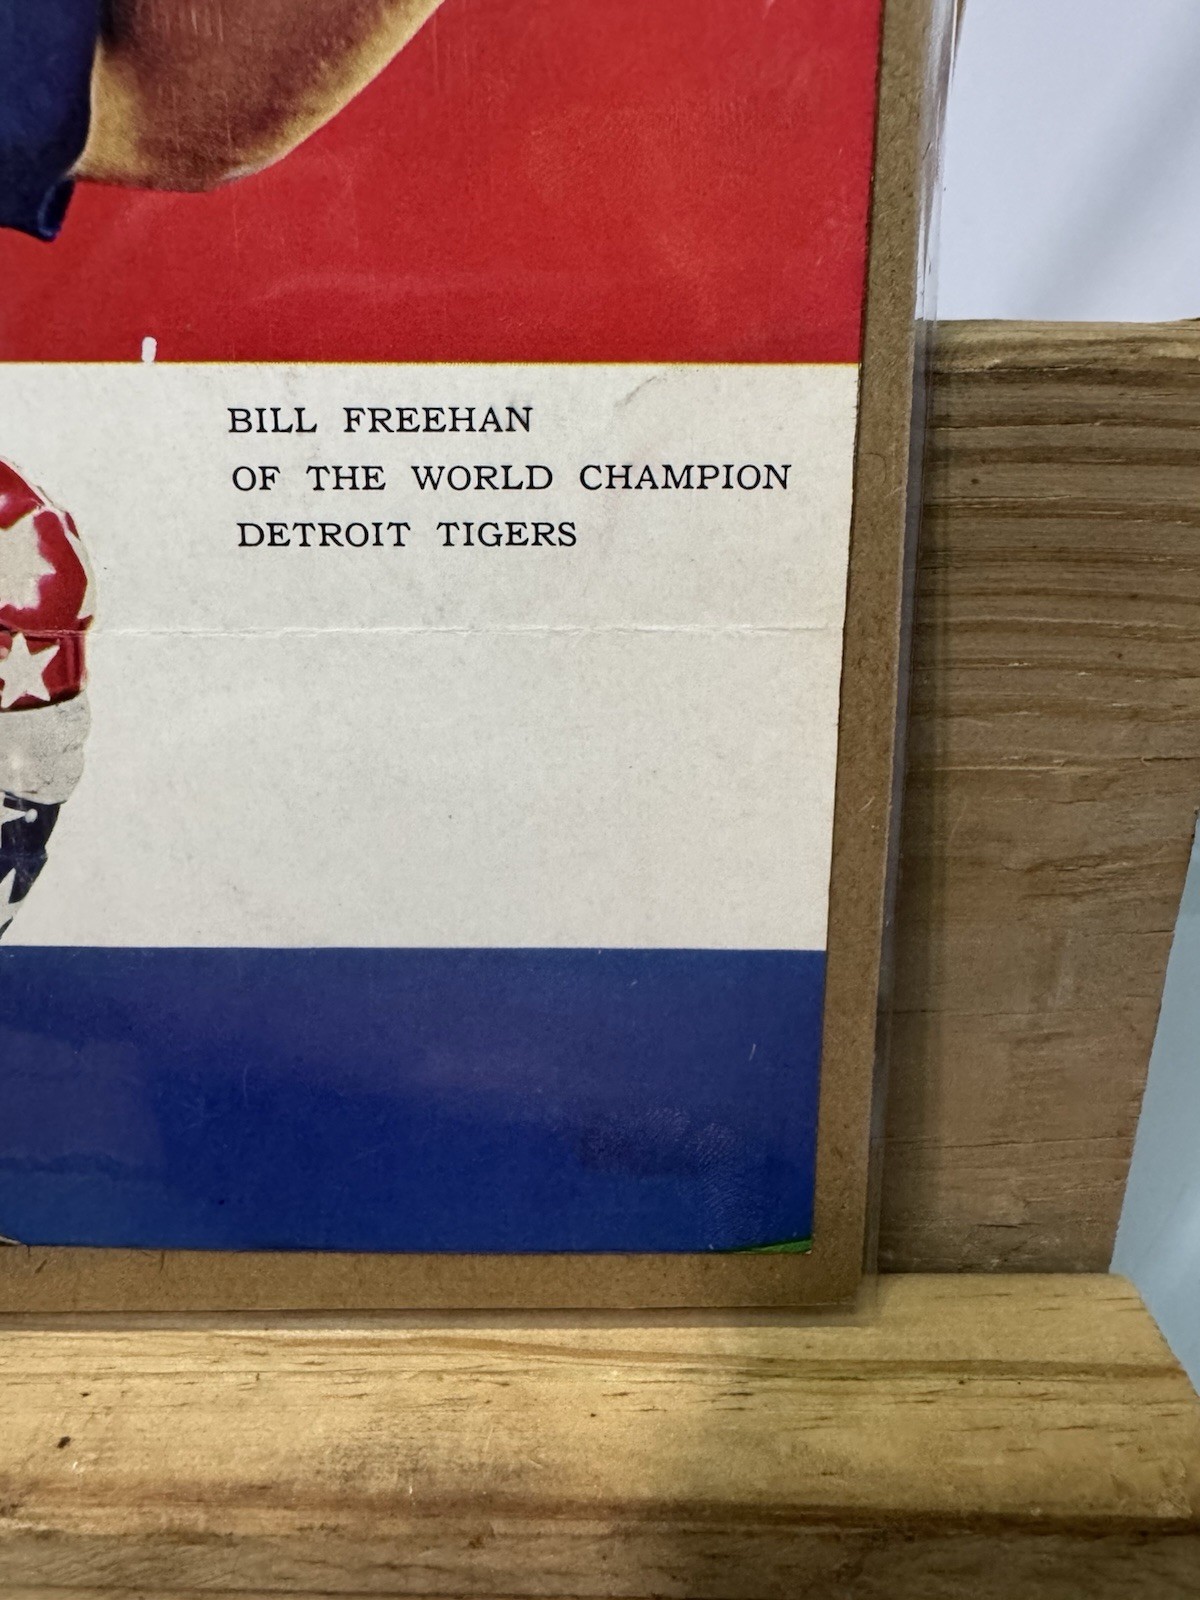 BILL FREEHAN
OF THE WORLD CHAMPION
DETROIT TIGERS